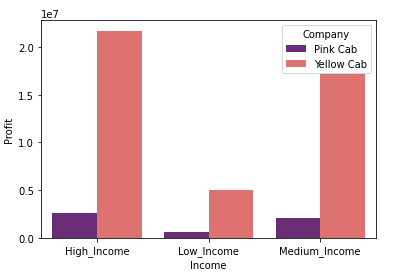 1e7
Company
Pink Cab
Yellow Cab
2.0
1.5
1.0
0.5
0.0
Profit
High_Income
Low_Income
Medium_Income
Income